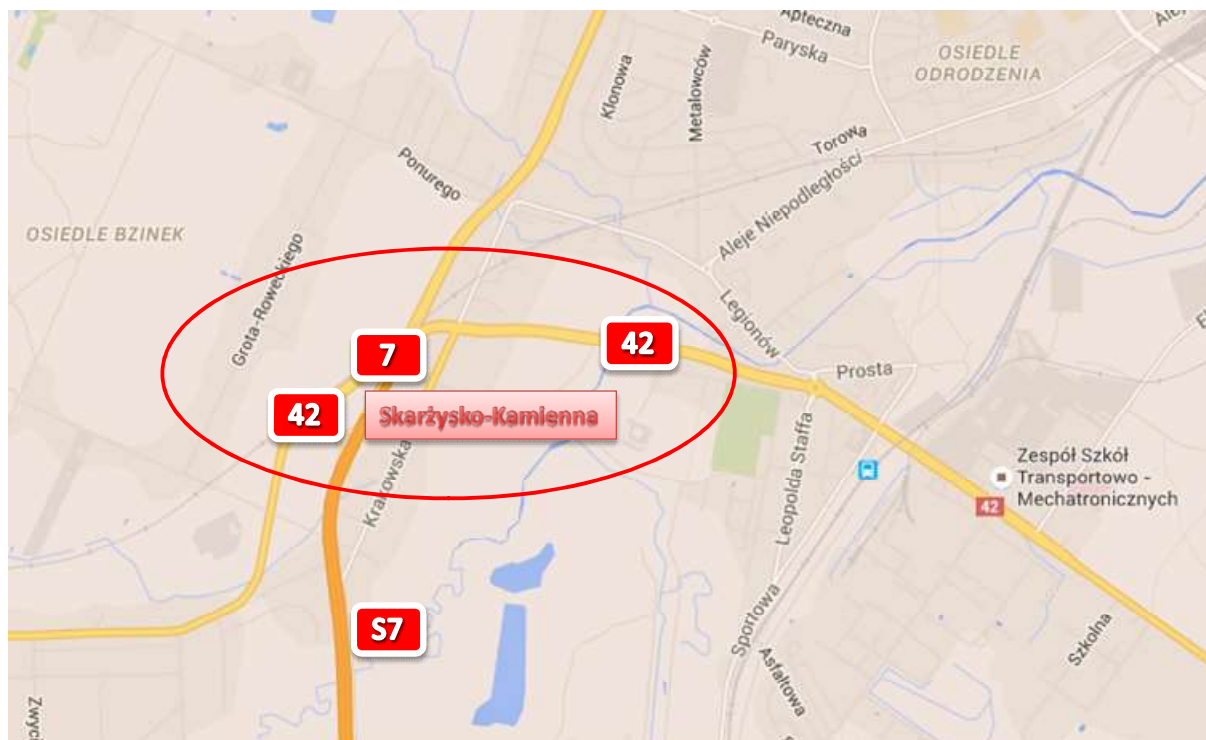 Apteczna
Paryska
OSIEDLE
ODRODZENIA
Klonowa
Metalowców
Torowa
Ponurego
Aleje Niepodległości
OSIEDLE BZINEK
Grota-Roweckiego
Legionów
7
42
Prosta
42
Skarżysko-Kamienna
Krakowska
Leopolda Staffa
Zespół Szkół
Transportowo -
Mechatronicznych
42
S7
Sportowa
Szkolna
Asfaltowa